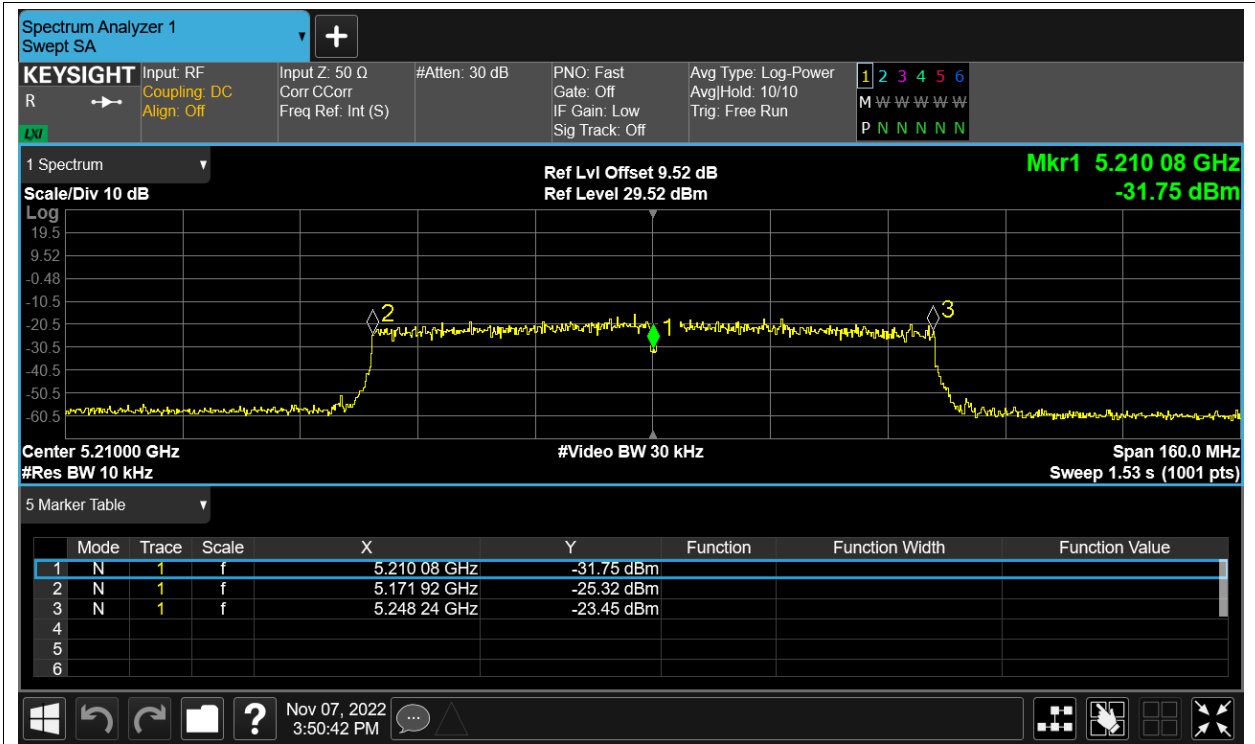 Spectrum Analyzer 1
Swept SA
+
KEYSIGHT Input: RF Input Z: 50 Ω #Atten: 30 dB PNO: Fast Avg Type: Log-Power 1 2 3 4 5 6
R Coupling: DC Corr CCorr Gate: Off Avg|Hold: 10/10 M W W W W W
Align: Off Freq Ref: Int (S) IF Gain: Low Trig: Free Run
LXI Sig Track: Off P N N N N N
1 Spectrum Ref Lvl Offset 9.52 dB Mkr1 5.210 08 GHz
Scale/Div 10 dB Ref Level 29.52 dBm -31.75 dBm
Log
19.5
9.52
-0.48
-10.5
2 3
-20.5
1
-30.5
-40.5
-50.5
-60.5
Center 5.21000 GHz #Video BW 30 kHz Span 160.0 MHz
#Res BW 10 kHz Sweep 1.53 s (1001 pts)
5 Marker Table
Mode Trace Scale X Y Function Function Width Function Value
1 N 1 f 5.210 08 GHz -31.75 dBm
2 N 1 f 5.171 92 GHz -25.32 dBm
3 N 1 f 5.248 24 GHz -23.45 dBm
4
5
6
? Nov 07, 2022
3:50:42 PM